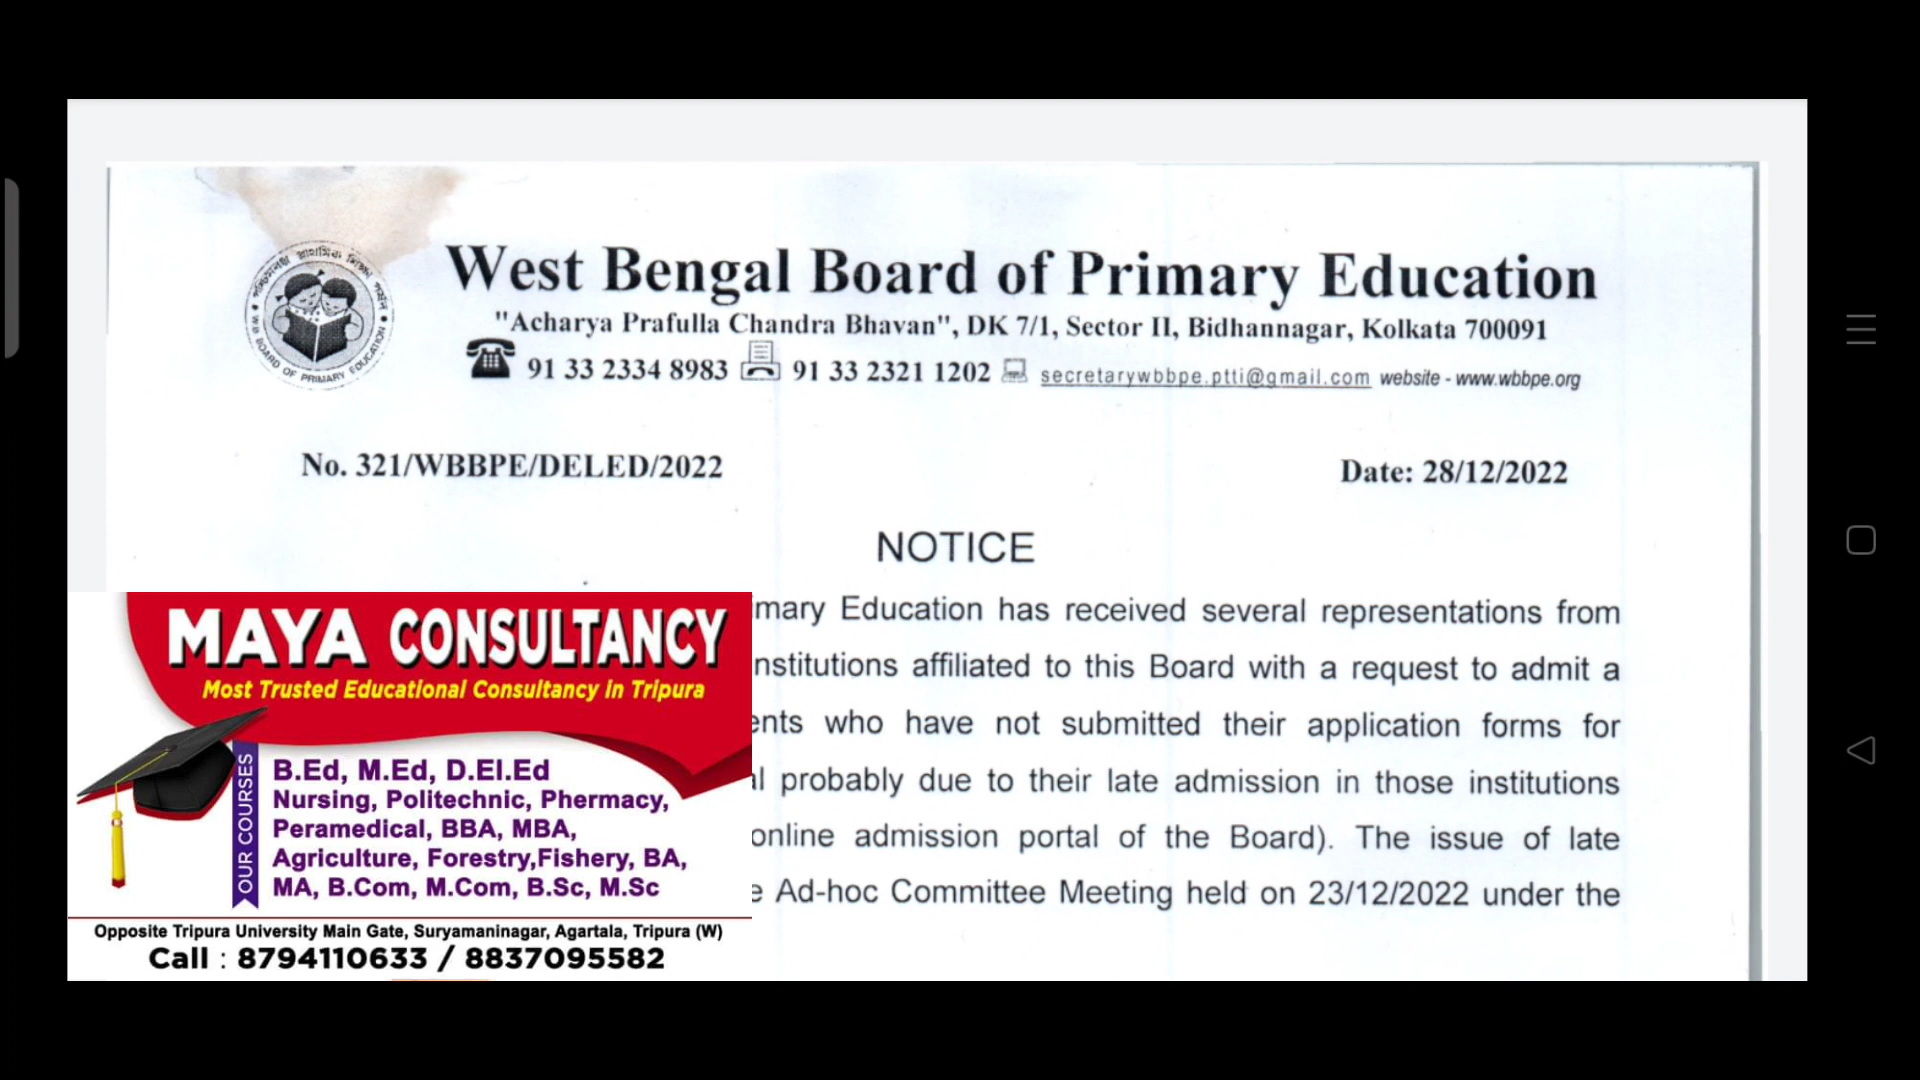 West Bengal Board of Primary Education
"Acharya Prafulla Chandra Bhavan", DK 7/1, Sector II, Bidhannagar, Kolkata 700091
91 33 2334 8983 91 33 2321 1202 secretarywbbpe.ptti@gmail.com website - www.wbbpe.org
WB BOARD OF PRIMARY EDUCATION
No. 321/WBBPE/DELED/2022 Date: 28/12/2022
NOTICE
mary Education has received several representations from
nstitutions affiliated to this Board with a request to admit a
ents who have not submitted their application forms for
l probably due to their late admission in those institutions
online admission portal of the Board). The issue of late
e Ad-hoc Committee Meeting held on 23/12/2022 under the
MAYA CONSULTANCY
Most Trusted Educational Consultancy in Tripura
OUR COURSES
B.Ed, M.Ed, D.El.Ed
Nursing, Politechnic, Phermacy,
Peramedical, BBA, MBA,
Agriculture, Forestry,Fishery, BA,
MA, B.Com, M.Com, B.Sc, M.Sc
Opposite Tripura University Main Gate, Suryamaninagar, Agartala, Tripura (W)
Call : 8794110633 / 8837095582